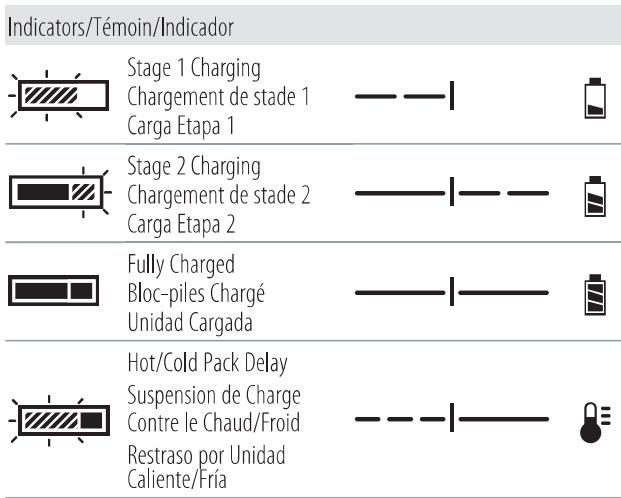 Indicators/Témoin/Indicador
Stage 1 Charging
Chargement de stade 1
Carga Etapa 1
Stage 2 Charging
Chargement de stade 2
Carga Etapa 2
Fully Charged
Bloc-piles Chargé
Unidad Cargada
Hot/Cold Pack Delay
Suspension de Charge
Contre le Chaud/Froid
Restraso por Unidad
Caliente/Fría